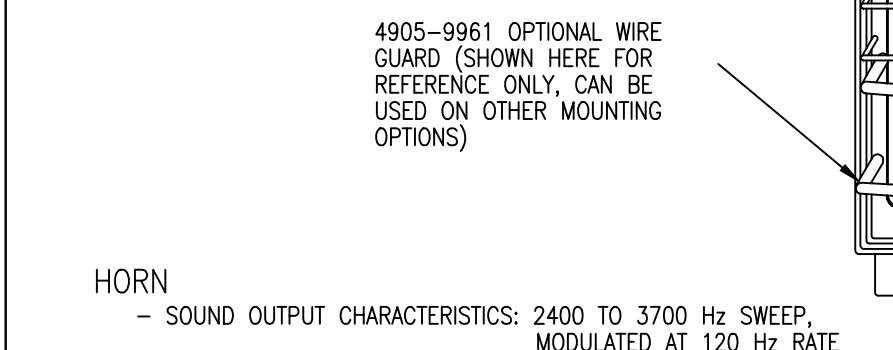 4905-9961 OPTIONAL WIRE
GUARD (SHOWN HERE FOR
REFERENCE ONLY, CAN BE
USED ON OTHER MOUNTING
OPTIONS)
HORN
- SOUND OUTPUT CHARACTERISTICS: 2400 TO 3700 Hz SWEEP,
MODULATED AT 120 Hz RATE